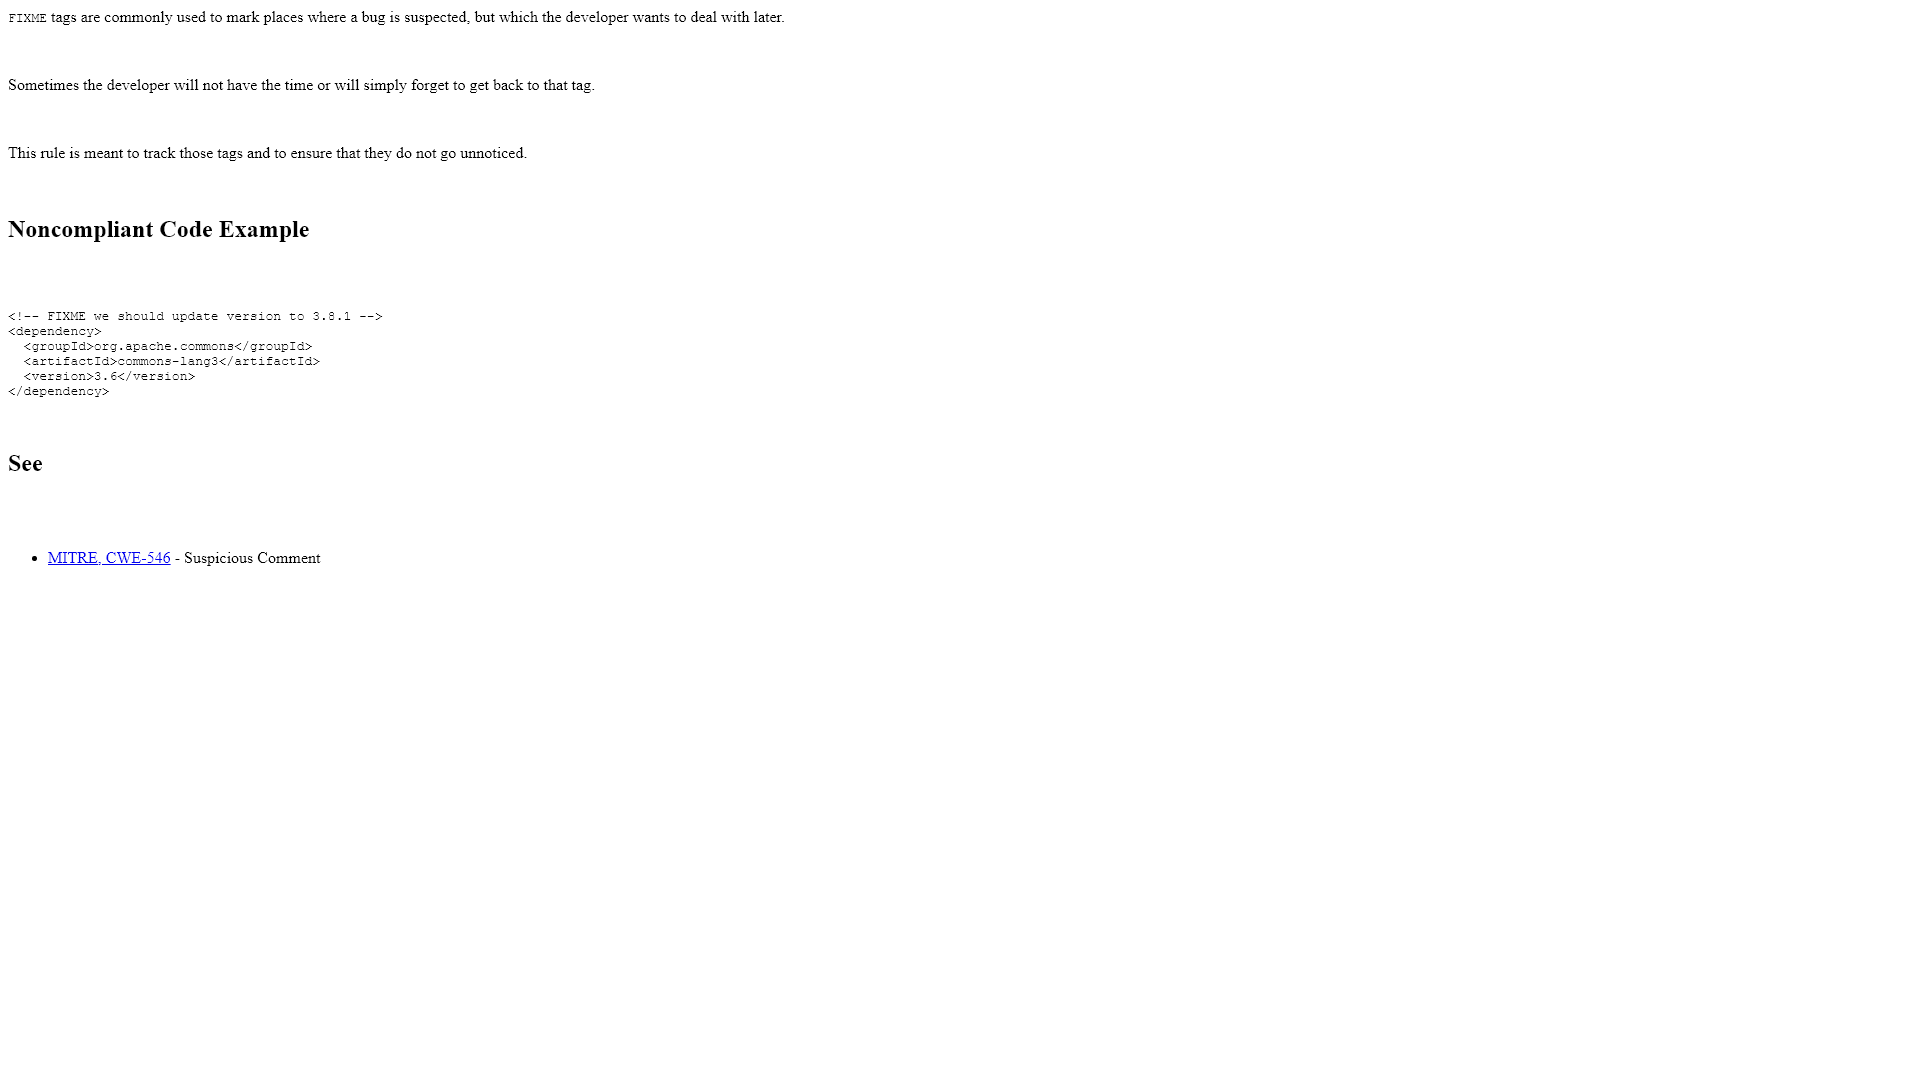 FIXME tags are commonly used to mark places where a bug is suspected, but which the developer wants to deal with later.
Sometimes the developer will not have the time or will simply forget to get back to that tag.
This rule is meant to track those tags and to ensure that they do not go unnoticed.
Noncompliant Code Example
<!-- FIXME we should update version to 3.8.1 -->
<dependency>
  <groupId>org.apache.commons</groupId>
  <artifactId>commons-lang3</artifactId>
  <version>3.6</version>
</dependency>
See
• MITRE, CWE-546 - Suspicious Comment